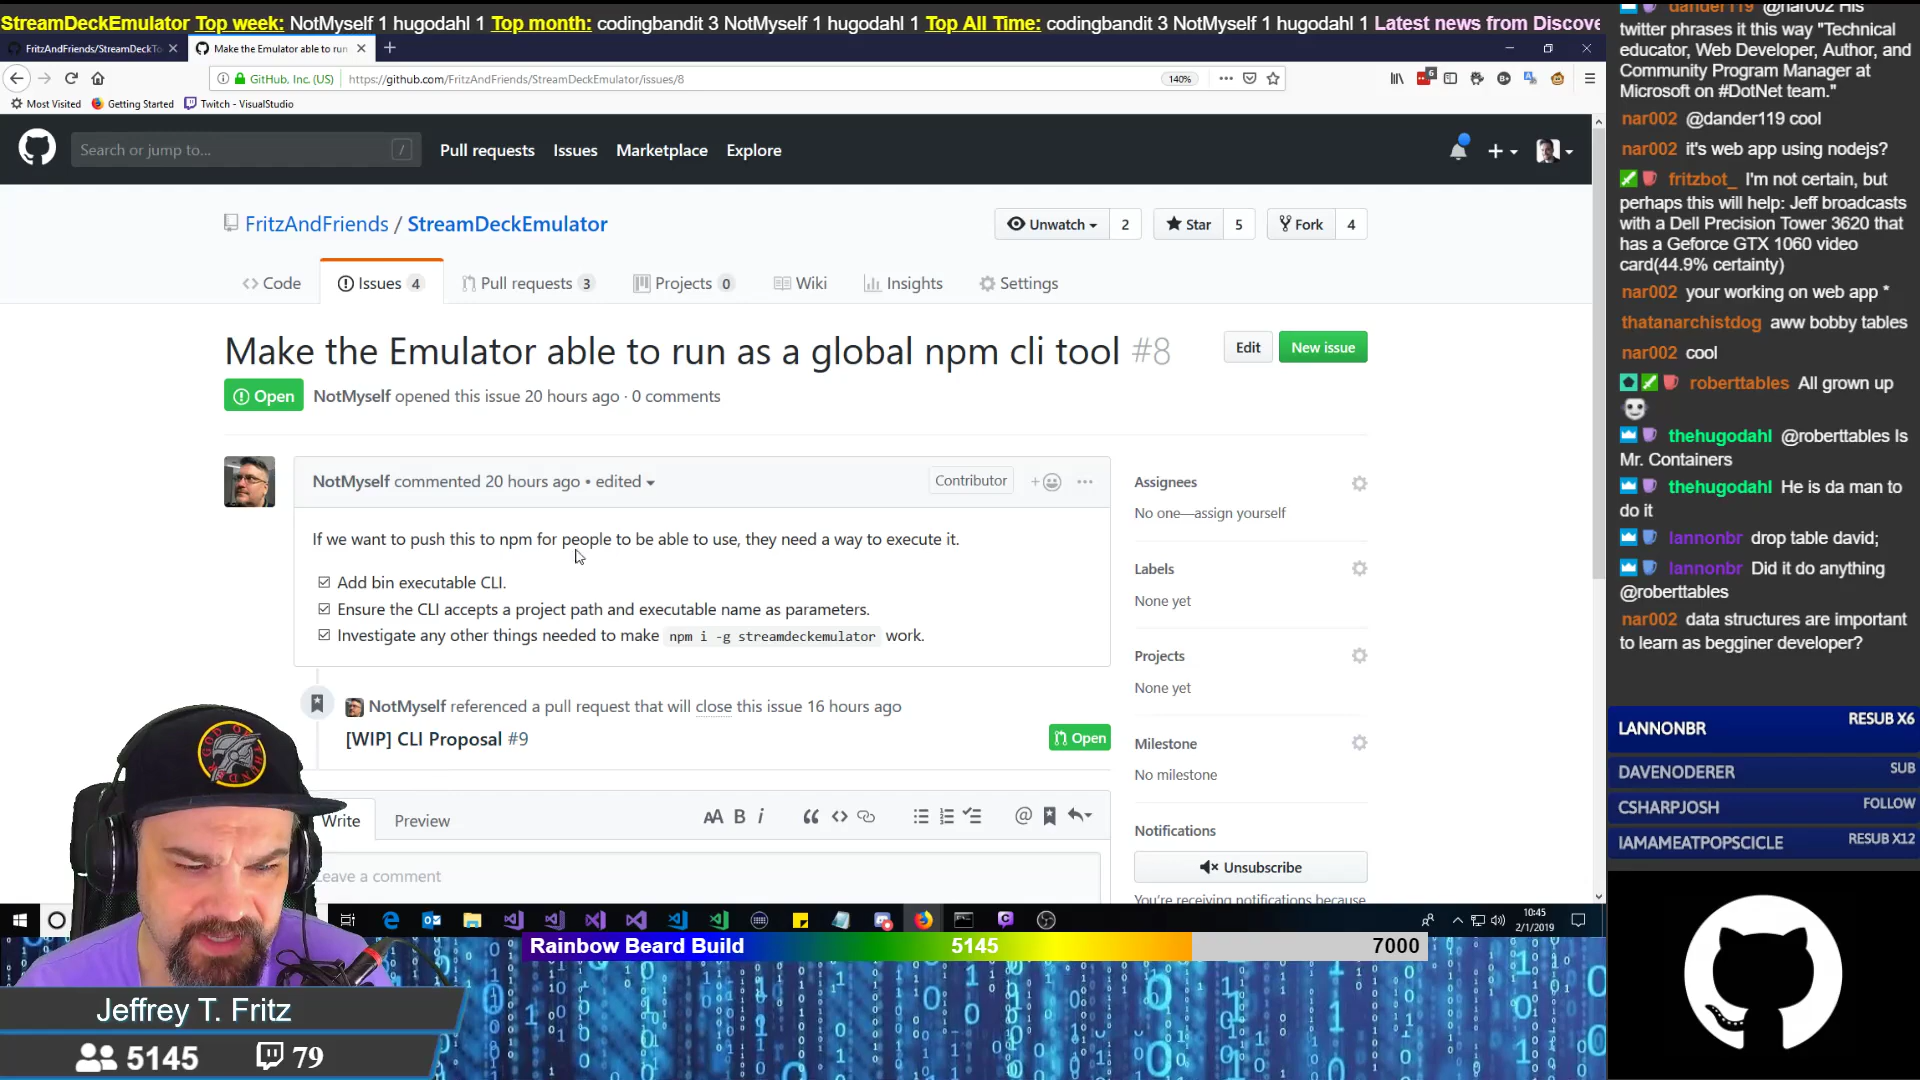 StreamDeckEmulator Top week: NotMyself 1 hugodahl 1 Top month: codingbandit 3 NotMyself 1 hugodahl 1 Top All Time: codingbandit 3 NotMyself 1 hugodahl 1 Latest news from Discove
FritzAndFriends/StreamDeckTo
Make the Emulator able to run
GitHub, Inc. (US)
https://github.com/FritzAndFriends/StreamDeckEmulator/issues/8
140%
6
Most Visited
Getting Started
Twitch - VisualStudio
Search or jump to...
/
Pull requests
Issues
Marketplace
Explore
FritzAndFriends / StreamDeckEmulator
Unwatch 2
Star 5
Fork 4
Code
Issues 4
Pull requests 3
Projects 0
Wiki
Insights
Settings
Make the Emulator able to run as a global npm cli tool #8
Edit
New issue
Open
NotMyself opened this issue 20 hours ago · 0 comments
NotMyself commented 20 hours ago • edited
Contributor
If we want to push this to npm for people to be able to use, they need a way to execute it.
Add bin executable CLI.
Ensure the CLI accepts a project path and executable name as parameters.
Investigate any other things needed to make npm i -g streamdeckemulator work.
NotMyself referenced a pull request that will close this issue 16 hours ago
[WIP] CLI Proposal #9
Open
Write
Preview
AA B i
Leave a comment
Assignees
No one—assign yourself
Labels
None yet
Projects
None yet
Milestone
No milestone
Notifications
Unsubscribe
You're receiving notifications because
10:45
2/1/2019
Rainbow Beard Build
5145
7000
Jeffrey T. Fritz
5145
79
dander119 @nar002 His
twitter phrases it this way "Technical
educator, Web Developer, Author, and
Community Program Manager at
Microsoft on #DotNet team."
nar002 @dander119 cool
nar002 it's web app using nodejs?
fritzbot_ I'm not certain, but
perhaps this will help: Jeff broadcasts
with a Dell Precision Tower 3620 that
has a Geforce GTX 1060 video
card(44.9% certainty)
nar002 your working on web app *
thatanarchistdog aww bobby tables
nar002 cool
roberttables All grown up
thehugodahl @roberttables Is
Mr. Containers
thehugodahl He is da man to
do it
lannonbr drop table david;
lannonbr Did it do anything
@roberttables
nar002 data structures are important
to learn as begginer developer?
LANNONBR RESUB X6
DAVENODERER SUB
CSHARPJOSH FOLLOW
IAMAMEATPOPSCICLE RESUB X12